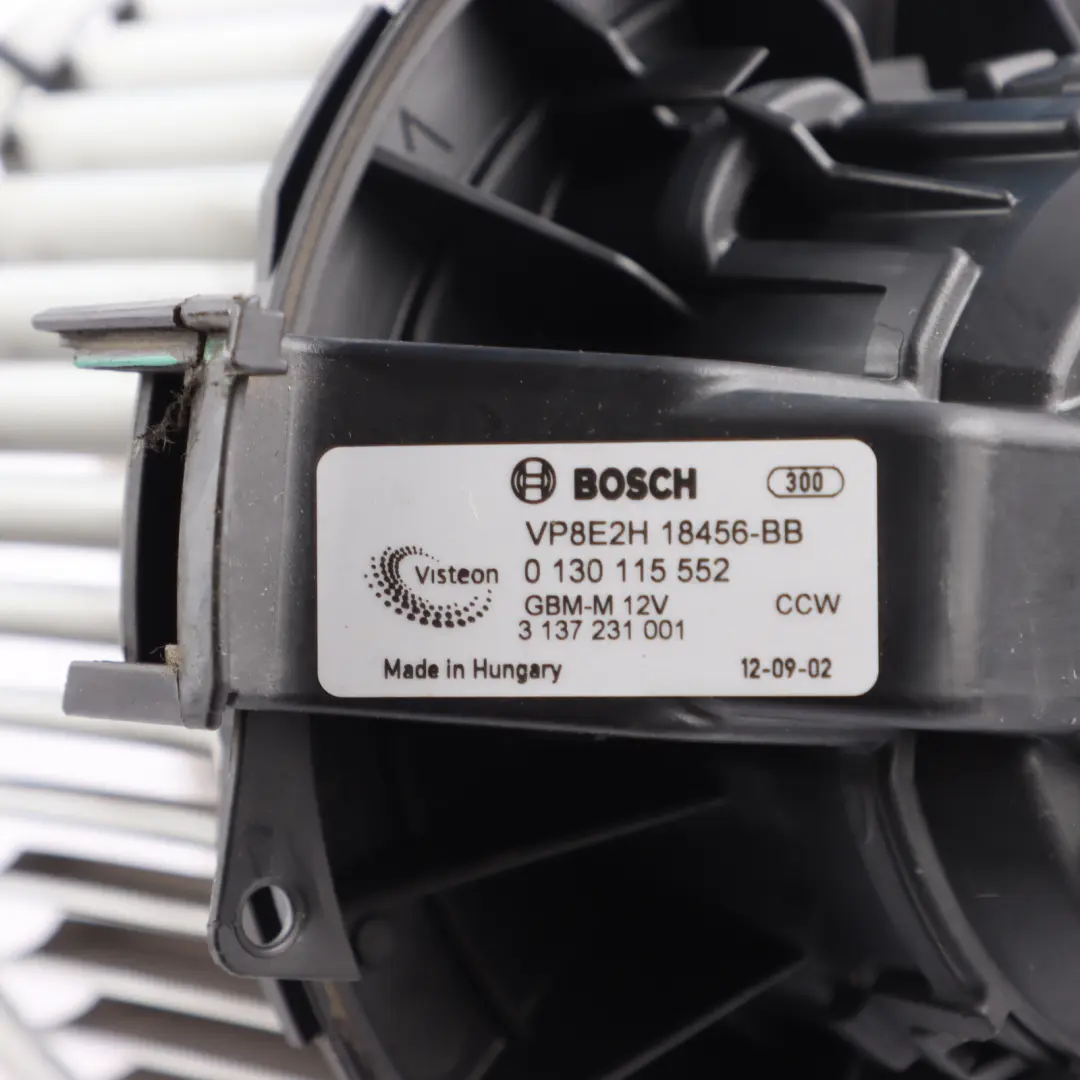 BOSCH 300
VP8E2H 18456-BB
Visteon 0 130 115 552
GBM-M 12V CCW
3 137 231 001
Made in Hungary 12-09-02